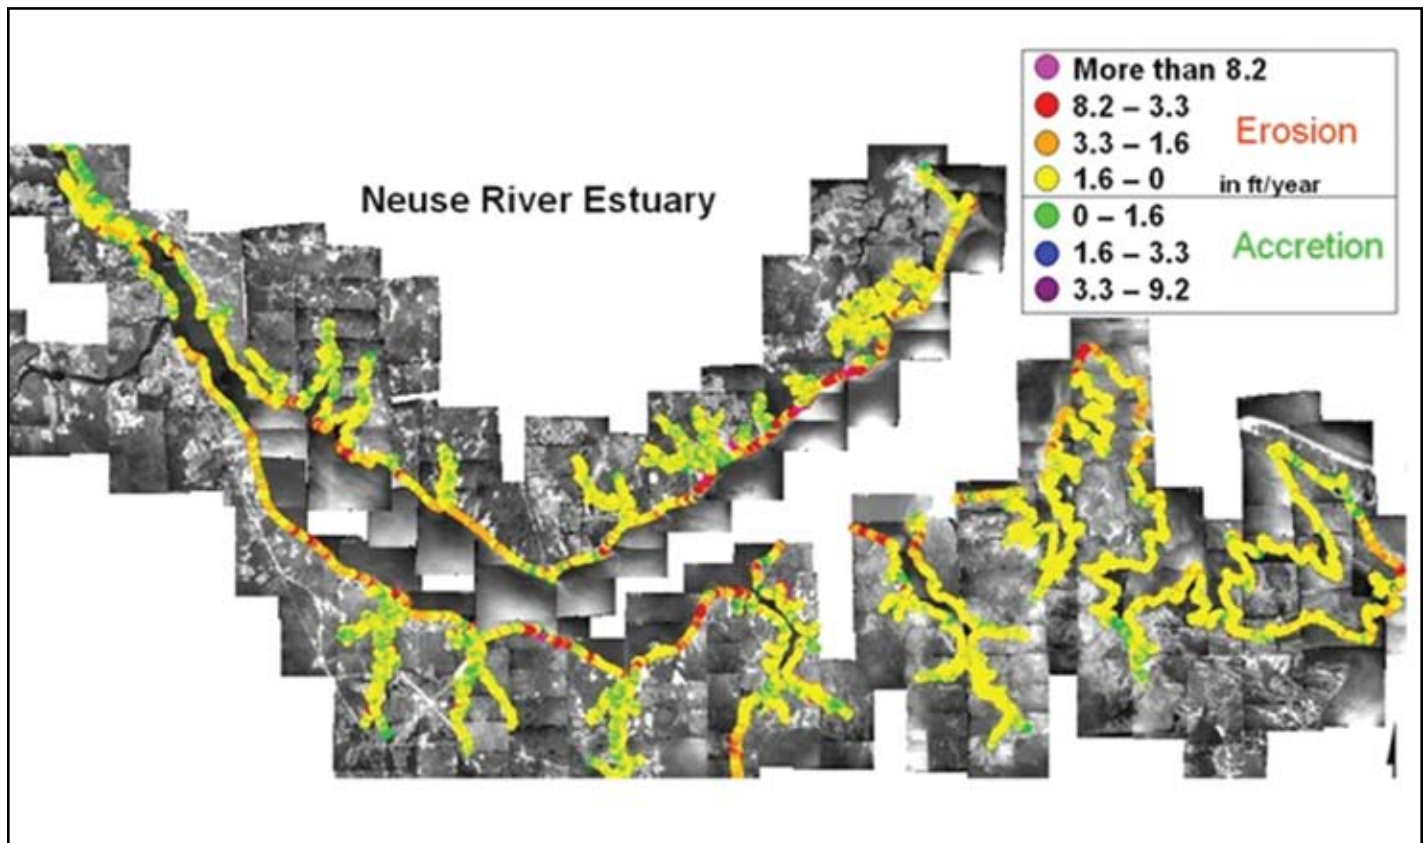 Neuse River Estuary
More than 8.2
8.2 – 3.3
Erosion
3.3 – 1.6
1.6 – 0
in ft/year
0 – 1.6
Accretion
1.6 – 3.3
3.3 – 9.2